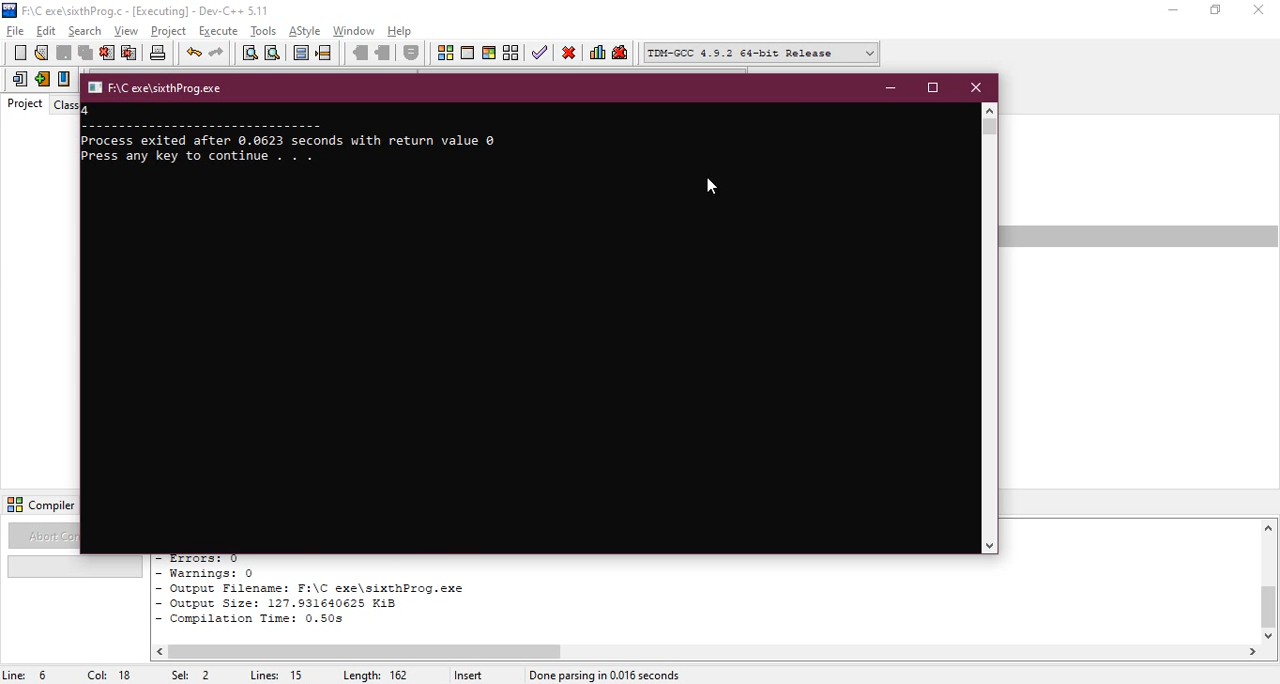 F:\C exe\sixthProg.c - [Executing] - Dev-C++ 5.11
File Edit Search View Project Execute Tools AStyle Window Help
TDM-GCC 4.9.2 64-bit Release
F:\C exe\sixthProg.exe
Project
4
--------------------------------
Process exited after 0.0623 seconds with return value 0
Press any key to continue . . .
Compiler
- Errors: 0
- Warnings: 0
- Output Filename: F:\C exe\sixthProg.exe
- Output Size: 127.931640625 KiB
- Compilation Time: 0.50s
Line: 6 Col: 18 Sel: 2 Lines: 15 Length: 162 Insert Done parsing in 0.016 seconds